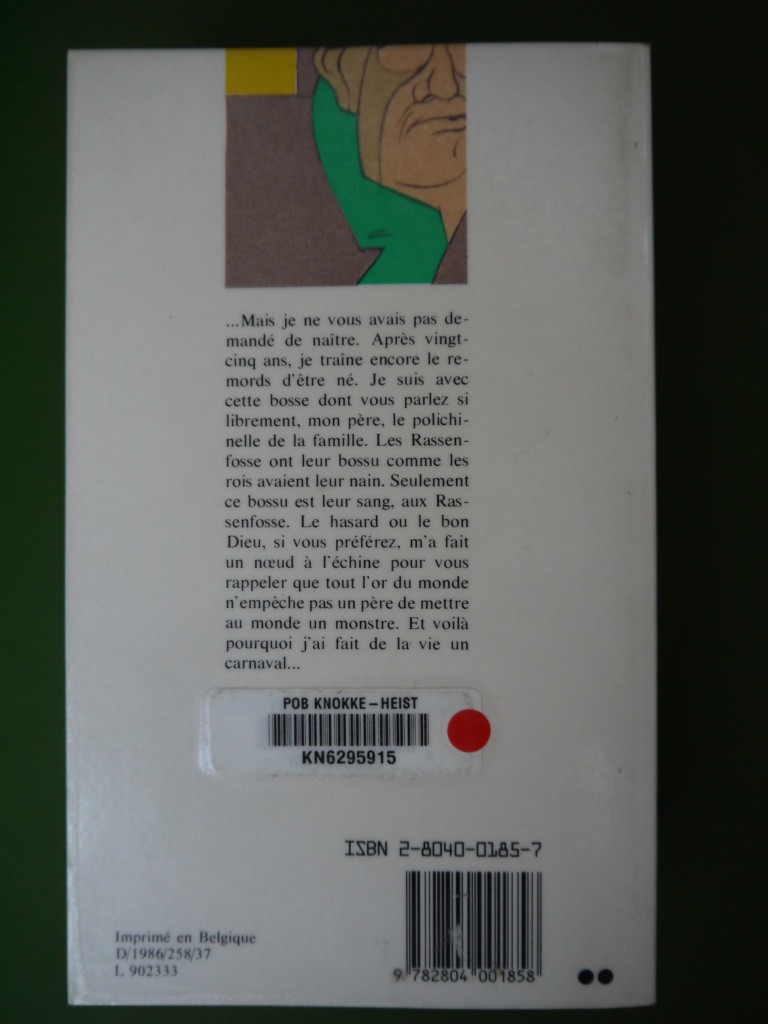 ...Mais je ne vous avais pas de-
mandé de naître. Après vingt-
cinq ans, je traîne encore le re-
mords d'être né. Je suis avec
cette bosse dont vous parlez si
librement, mon père, le polichi-
nelle de la famille. Les Rassen-
fosse ont leur bossu comme les
rois avaient leur nain. Seulement
ce bossu est leur sang, aux Ras-
senfosse. Le hasard ou le bon
Dieu, si vous préférez, m'a fait
un nœud à l'échine pour vous
rappeler que tout l'or du monde
n'empêche pas un père de mettre
au monde un monstre. Et voilà
pourquoi j'ai fait de la vie un
carnaval...
POB KNOKKE – HEIST
KN6295915
ISBN 2-8040-0185-7
9 782804 001858
Imprimé en Belgique
D/1986/258/37
L 902333